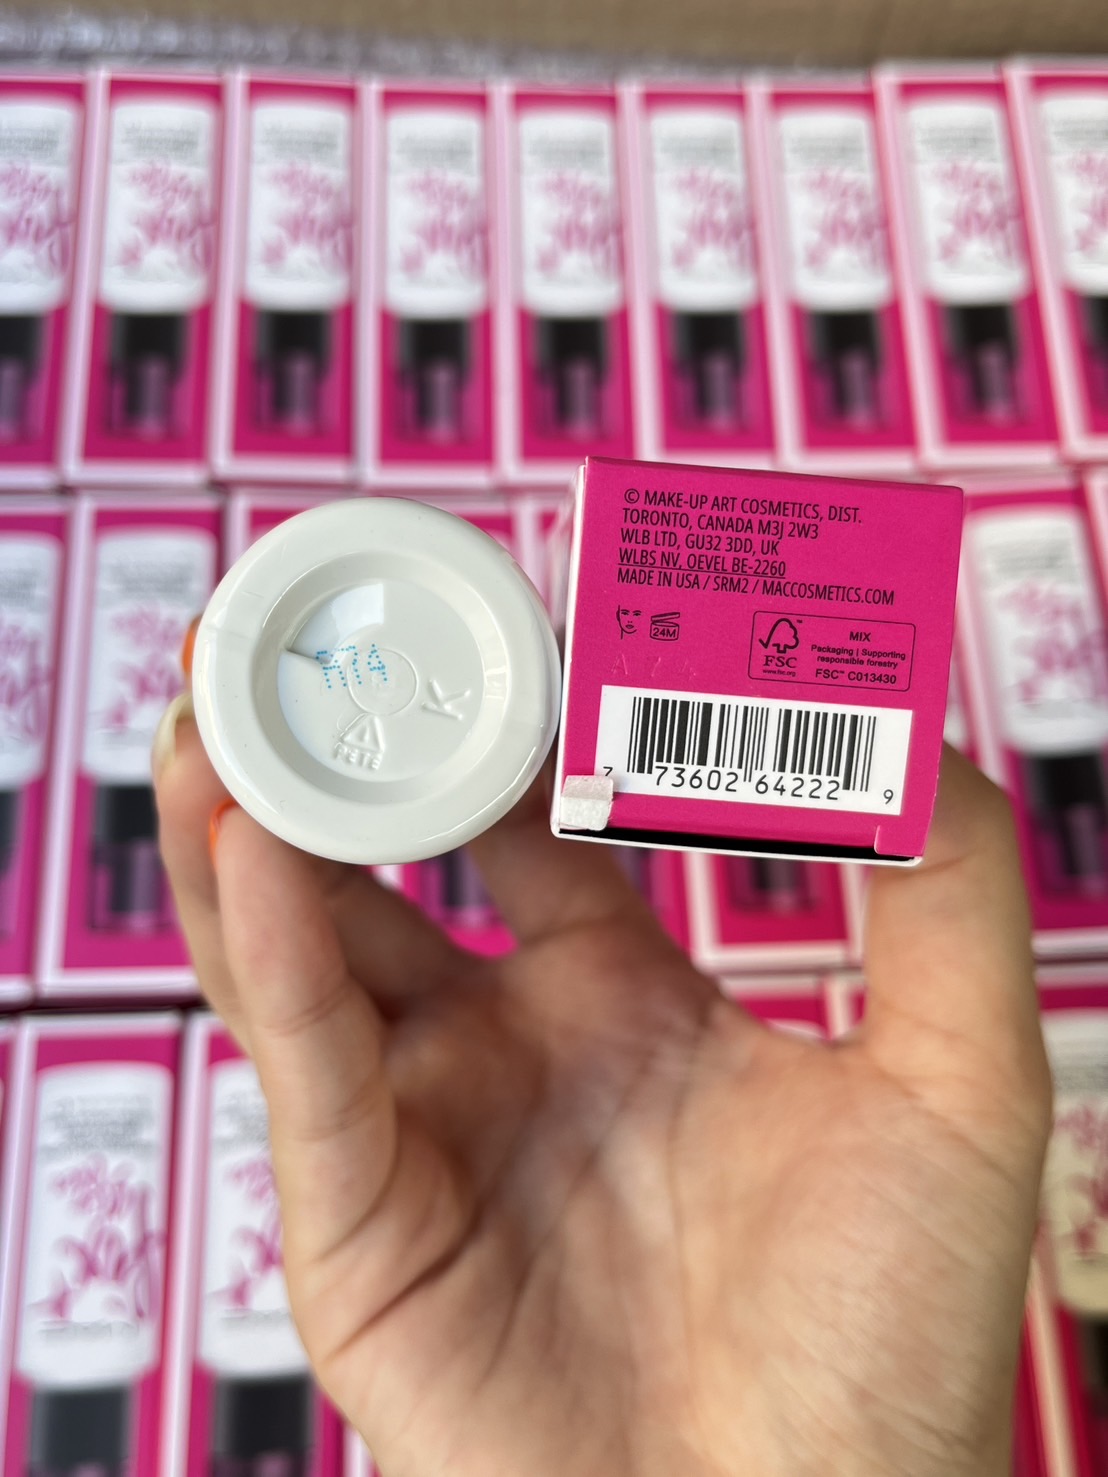 A74
K
PETE
© MAKE-UP ART COSMETICS, DIST.
TORONTO, CANADA M3J 2W3
WLB LTD, GU32 3DD, UK
WLBS NV, OEVEL BE-2260
MADE IN USA / SRM2 / MACCOSMETICS.COM
24M
FSC
www.fsc.org
MIX
Packaging | Supporting
responsible forestry
FSC™ C013430
A74
7 73602 64222 9